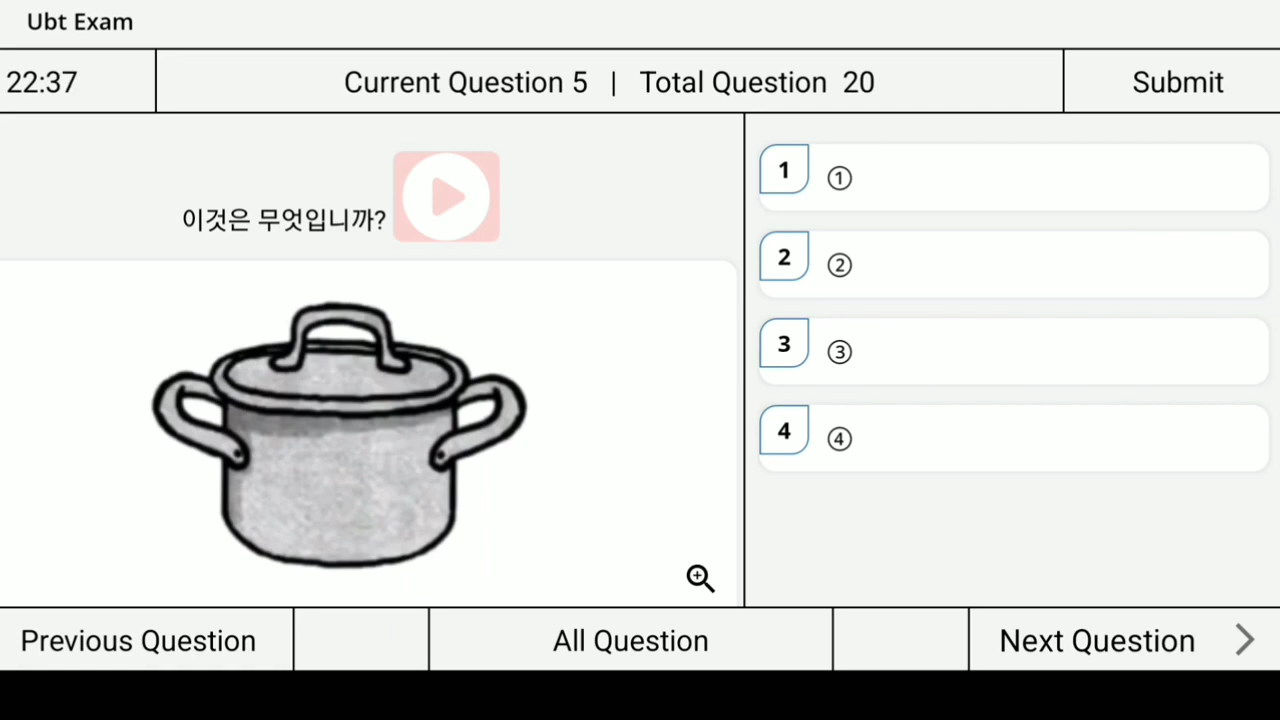 Ubt Exam
22:37
Current Question 5 | Total Question 20
Submit
이것은 무엇입니까?
1 ①
2 ②
3 ③
4 ④
Previous Question
All Question
Next Question